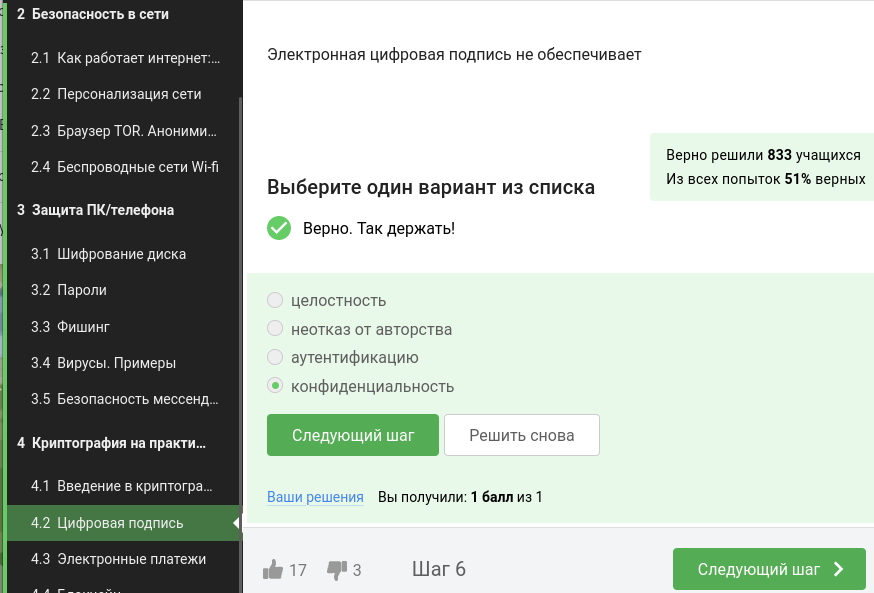 2 Безопасность в сети
2.1 Как работает интернет:...
2.2 Персонализация сети
2.3 Браузер TOR. Аноними...
2.4 Беспроводные сети Wi-fi
3 Защита ПК/телефона
3.1 Шифрование диска
3.2 Пароли
3.3 Фишинг
3.4 Вирусы. Примеры
3.5 Безопасность мессенд...
4 Криптография на практи...
4.1 Введение в криптогра...
4.2 Цифровая подпись
4.3 Электронные платежи
Электронная цифровая подпись не обеспечивает
Верно решили 833 учащихся
Из всех попыток 51% верных
Выберите один вариант из списка
Верно. Так держать!
целостность
неотказ от авторства
аутентификацию
конфиденциальность
Следующий шаг
Решить снова
Ваши решения Вы получили: 1 балл из 1
17 3 Шаг 6
Следующий шаг